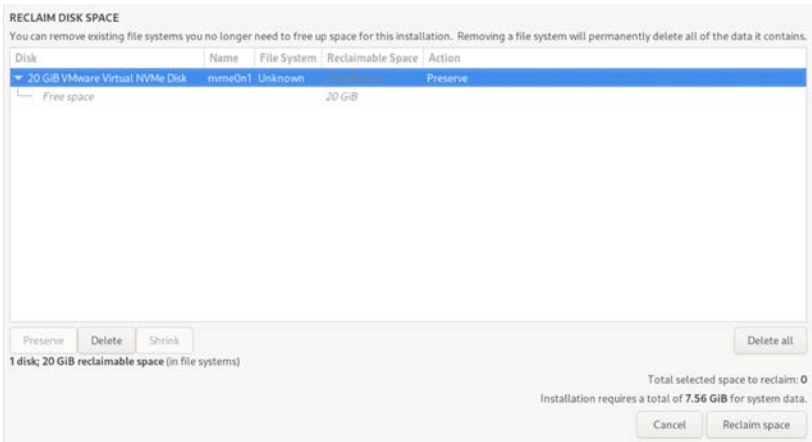 RECLAIM DISK SPACE
You can remove existing file systems you no longer need to free up space for this installation. Removing a file system will permanently delete all of the data it contains.
Disk Name File System Reclaimable Space Action
20 GiB VMware Virtual NVMe Disk nvme0n1 Unknown Preserve
Free space 20 GiB
Preserve Delete Shrink Delete all
1 disk; 20 GiB reclaimable space (in file systems)
Total selected space to reclaim: 0
Installation requires a total of 7.56 GiB for system data.
Cancel Reclaim space